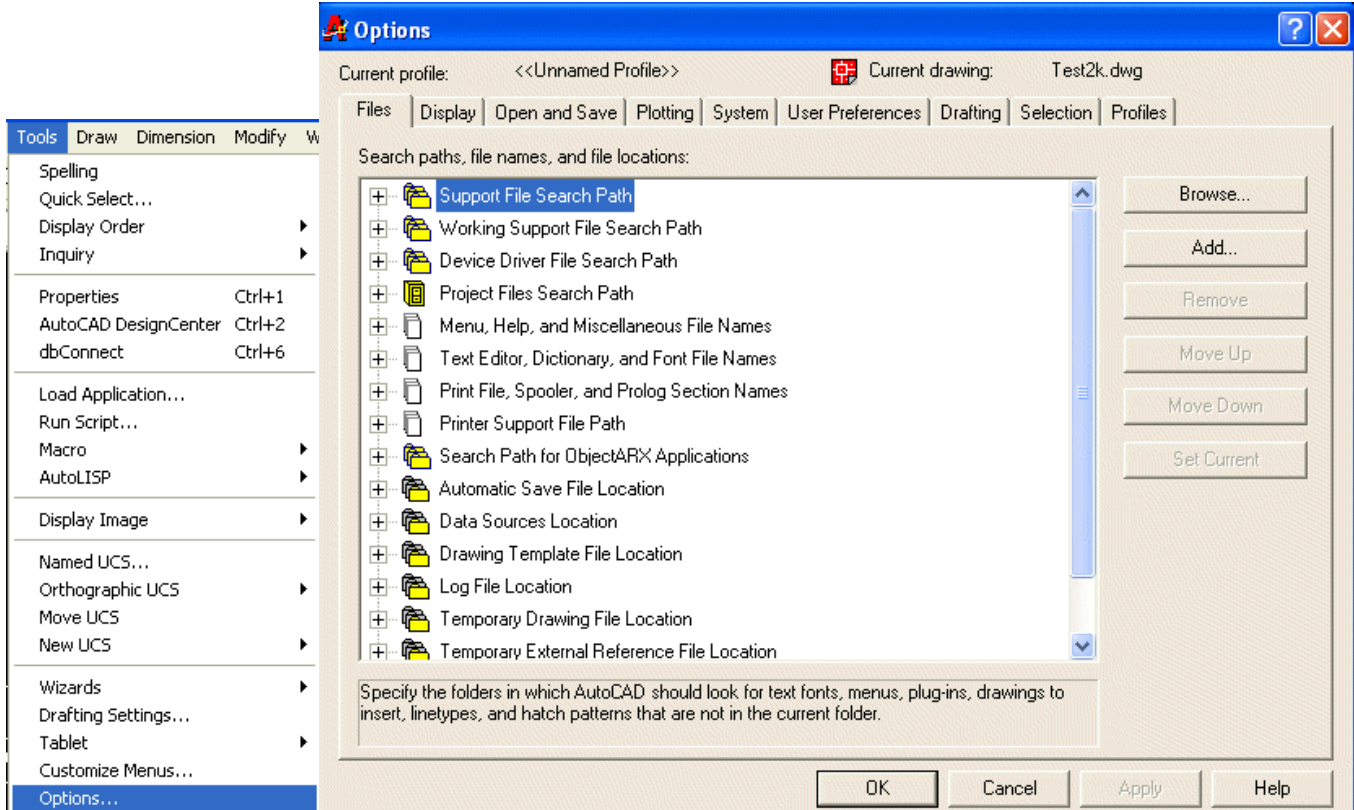 Options
Current profile: <<Unnamed Profile>> Current drawing: Test2k.dwg
Files Display Open and Save Plotting System User Preferences Drafting Selection Profiles
Search paths, file names, and file locations:
Support File Search Path
Working Support File Search Path
Device Driver File Search Path
Project Files Search Path
Menu, Help, and Miscellaneous File Names
Text Editor, Dictionary, and Font File Names
Print File, Spooler, and Prolog Section Names
Printer Support File Path
Search Path for ObjectARX Applications
Automatic Save File Location
Data Sources Location
Drawing Template File Location
Log File Location
Temporary Drawing File Location
Temporary External Reference File Location
Browse...
Add...
Remove
Move Up
Move Down
Set Current
Specify the folders in which AutoCAD should look for text fonts, menus, plug-ins, drawings to
insert, linetypes, and hatch patterns that are not in the current folder.
OK Cancel Apply Help
Tools Draw Dimension Modify W
Spelling
Quick Select...
Display Order
Inquiry
Properties Ctrl+1
AutoCAD DesignCenter Ctrl+2
dbConnect Ctrl+6
Load Application...
Run Script...
Macro
AutoLISP
Display Image
Named UCS...
Orthographic UCS
Move UCS
New UCS
Wizards
Drafting Settings...
Tablet
Customize Menus...
Options...